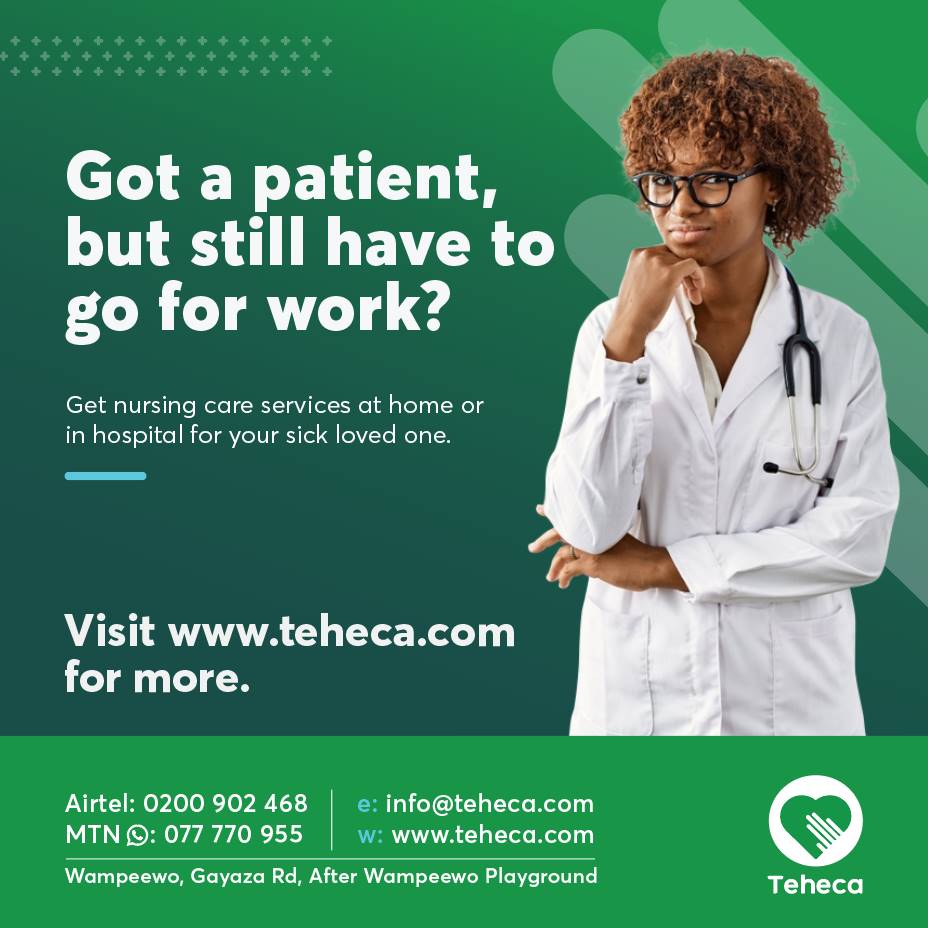 Got a patient,
but still have to
go for work?
Get nursing care services at home or
in hospital for your sick loved one.
Visit www.teheca.com
for more.
Airtel: 0200 902 468
MTN : 077 770 955
e: info@teheca.com
w: www.teheca.com
Wampeewo, Gayaza Rd, After Wampeewo Playground
Teheca